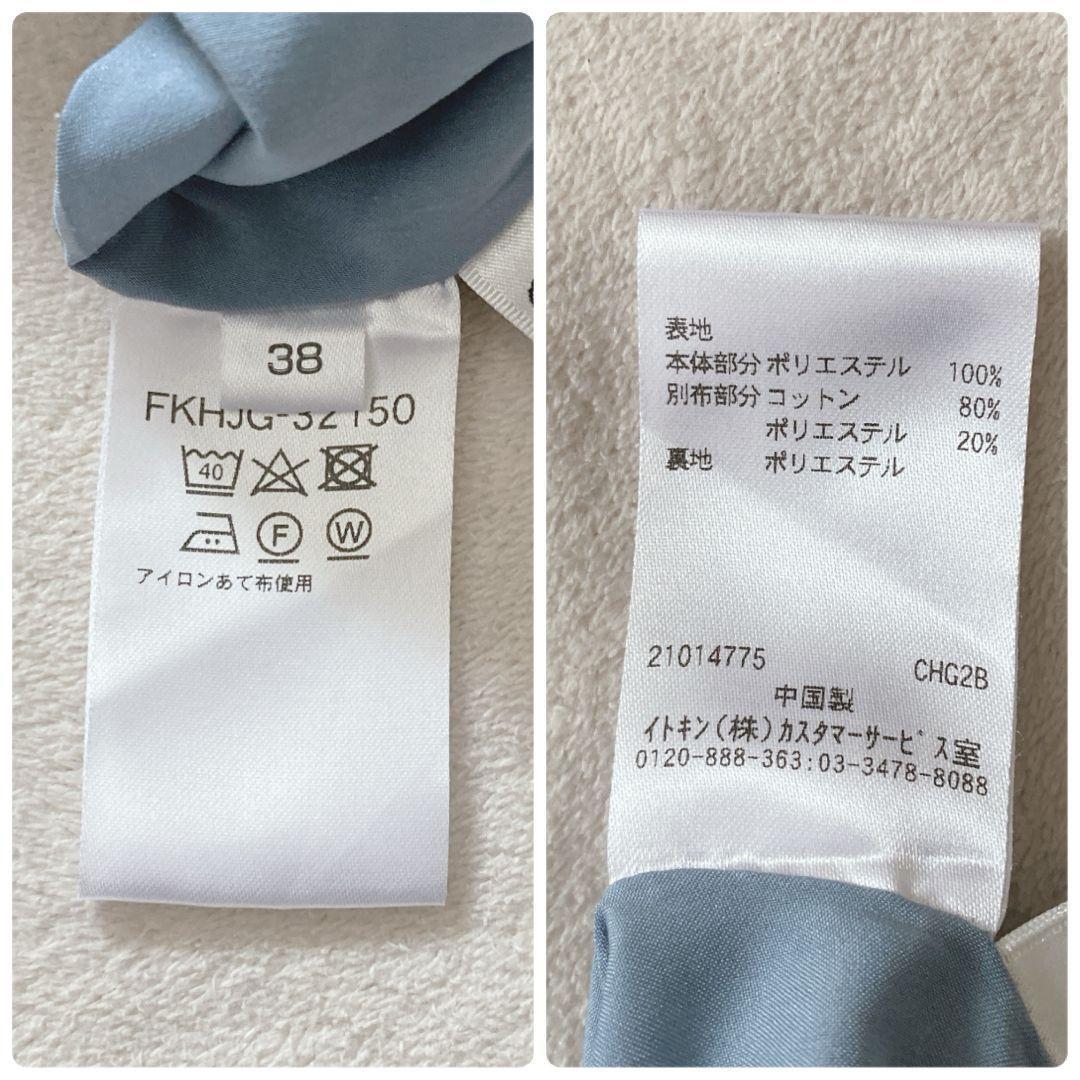 38
FKHJG-32150
40
F W
アイロンあて布使用
表地
本体部分 ポリエステル 100%
別布部分 コットン 80%
ポリエステル 20%
裏地 ポリエステル
21014775 CHG2B
中国製
イトキン(株)カスタマーサービス室
0120-888-363:03-3478-8088